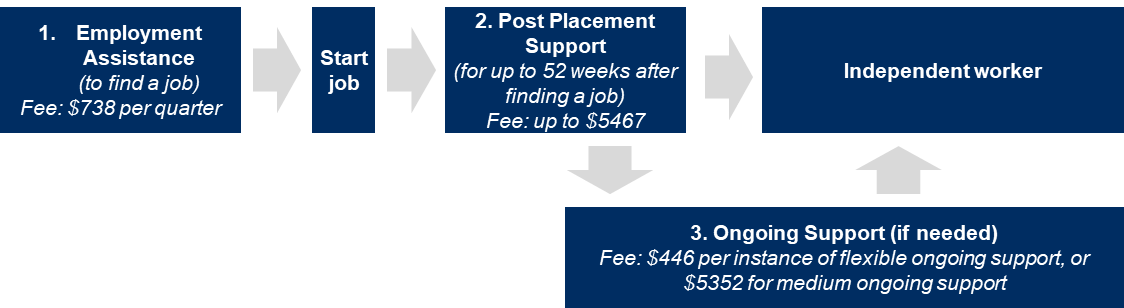 1. Employment
Assistance
(to find a job)
Fee: $738 per quarter
Start
job
2. Post Placement
Support
(for up to 52 weeks after
finding a job)
Fee: up to $5467
Independent worker
3. Ongoing Support (if needed)
Fee: $446 per instance of flexible ongoing support, or
$5352 for medium ongoing support